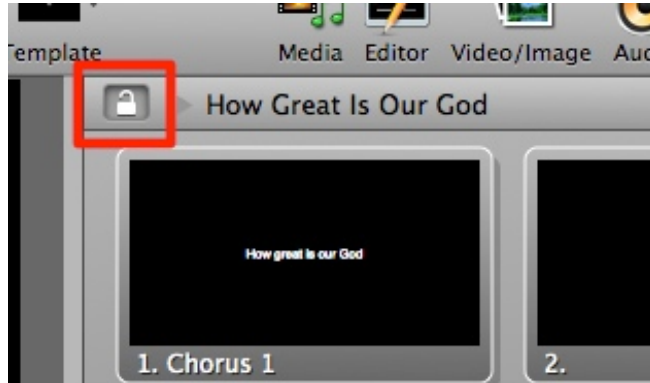 Template Media Editor Video/Image
How Great Is Our God
How great is our God
1. Chorus 1 2.